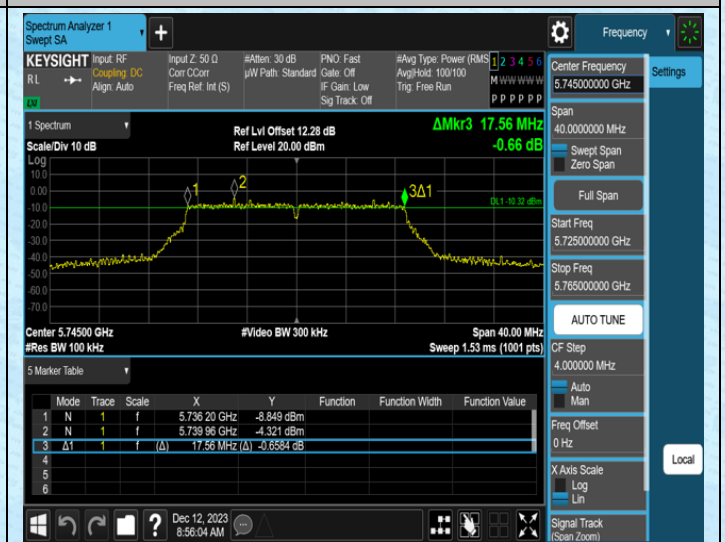 Spectrum Analyzer 1
Swept SA
+
Frequency
KEYSIGHT
RL
LXI
Input: RF
Coupling: DC
Align: Auto
Input Z: 50 Ω
Corr CCorr
Freq Ref: Int (S)
#Atten: 30 dB
µW Path: Standard
PNO: Fast
Gate: Off
IF Gain: Low
Sig Track: Off
#Avg Type: Power (RMS
Avg|Hold: 100/100
Trig: Free Run
1 2 3 4 5 6
M W W W W W
P P P P P P
Center Frequency
5.745000000 GHz
Settings
Span
40.0000000 MHz
Swept Span
Zero Span
Full Span
Start Freq
5.725000000 GHz
Stop Freq
5.765000000 GHz
AUTO TUNE
CF Step
4.000000 MHz
Auto
Man
Freq Offset
0 Hz
X Axis Scale
Log
Lin
Signal Track
(Span Zoom)
Local
1 Spectrum
Scale/Div 10 dB
Ref Lvl Offset 12.28 dB
Ref Level 20.00 dBm
ΔMkr3 17.56 MHz
-0.66 dB
Log
10.0
0.00
-10.0
-20.0
-30.0
-40.0
-50.0
-60.0
-70.0
1
2
3Δ1
DL1 -10.32 dBm
Center 5.74500 GHz
#Res BW 100 kHz
#Video BW 300 kHz
Span 40.00 MHz
Sweep 1.53 ms (1001 pts)
5 Marker Table
Mode Trace Scale X Y Function Function Width Function Value
1 N 1 f 5.736 20 GHz -8.849 dBm
2 N 1 f 5.739 96 GHz -4.321 dBm
3 Δ1 1 f (Δ) 17.56 MHz (Δ) -0.6584 dB
4
5
6
?
Dec 12, 2023
8:56:04 AM